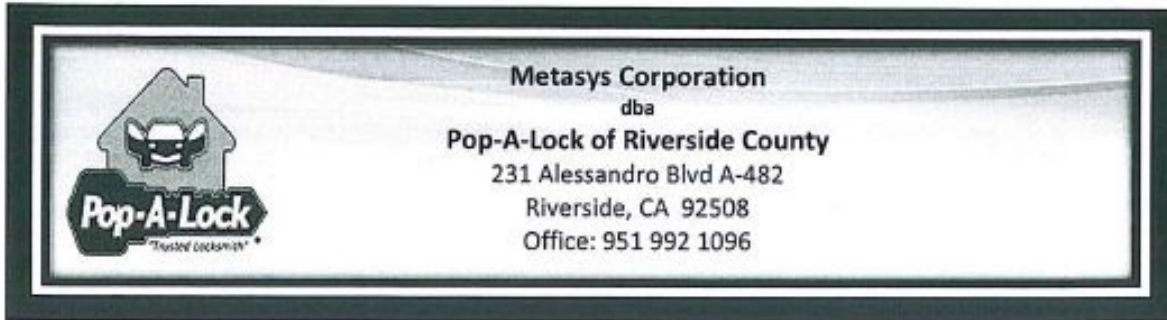 Metasys Corporation
dba
Pop-A-Lock of Riverside County
231 Alessandro Blvd A-482
Riverside, CA 92508
Office: 951 992 1096
Pop-A-Lock
"Trusted Locksmith"